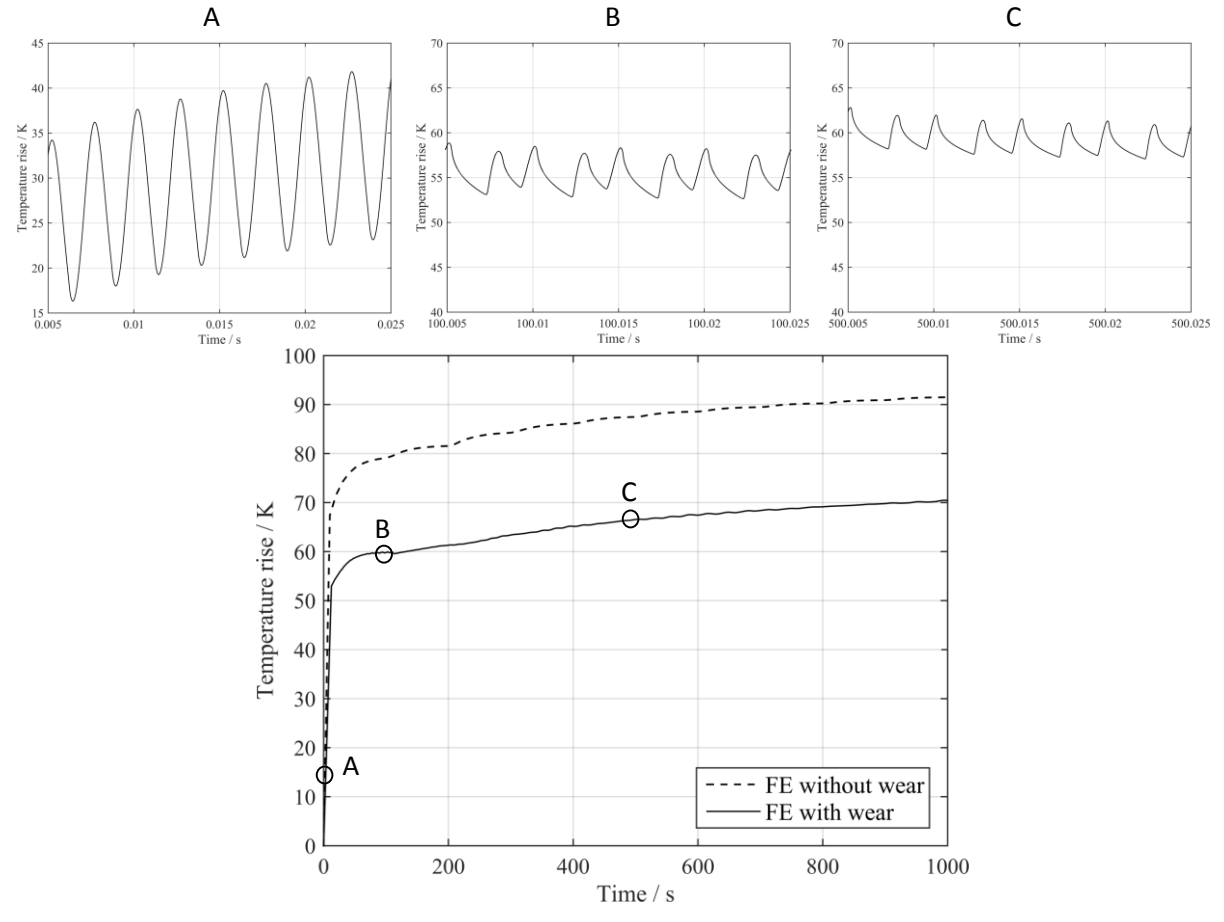 A B C
45
40
35
30
25
20
15
0.005 0.01 0.015 0.02 0.025
Temperature rise / K
Time / s
70
65
60
55
50
45
40
100.005 100.01 100.015 100.02 100.025
Temperature rise / K
Time / s
70
65
60
55
50
45
40
500.005 500.01 500.015 500.02 500.025
Temperature rise / K
Time / s
100
90
80
70
60
50
40
30
20
10
0
0 200 400 600 800 1000
Temperature rise / K
Time / s
C
B
A
FE without wear
FE with wear